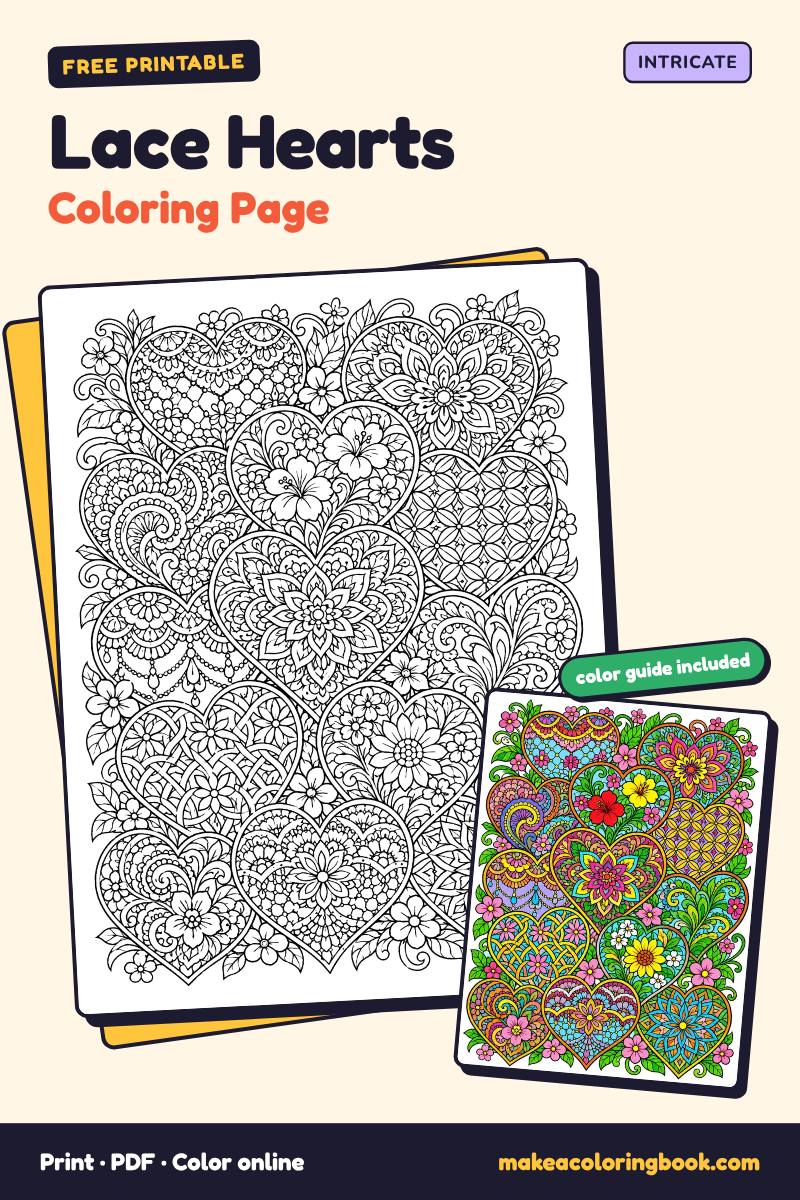 FREE PRINTABLE
INTRICATE
Lace Hearts
Coloring Page
color guide included
Print · PDF · Color online
makeacoloringbook.com